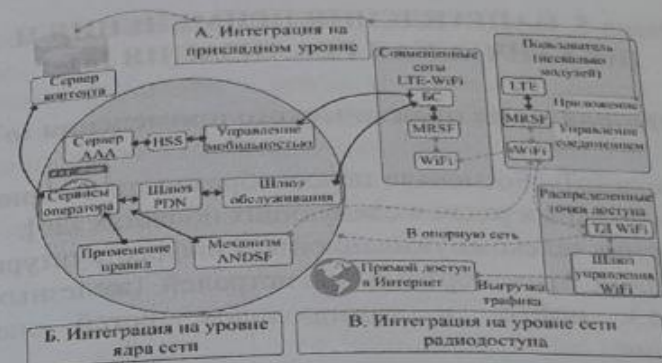 А. Интеграция на
прикладном уровне
Сервер
контента
Совмещенные
соты
LTE-WiFi
БС
MRSF
WiFi
Пользователь
(несколько
модулей)
LTE
Приложение
MRSF
Управление
соединением
WiFi
Сервер
ААА
HSS
Управление
мобильностью
Сервисы
оператора
Шлюз
PDN
Шлюз
обслуживания
Применение
правил
Механизм
ANDSF
В опорную сеть
Распределенные
точки доступа
ТД WiFi
Шлюз
управления
WiFi
Прямой доступ
в Интернет
Выгрузка
трафика
Б. Интеграция на уровне
ядра сети
В. Интеграция на уровне сети
радиодоступа